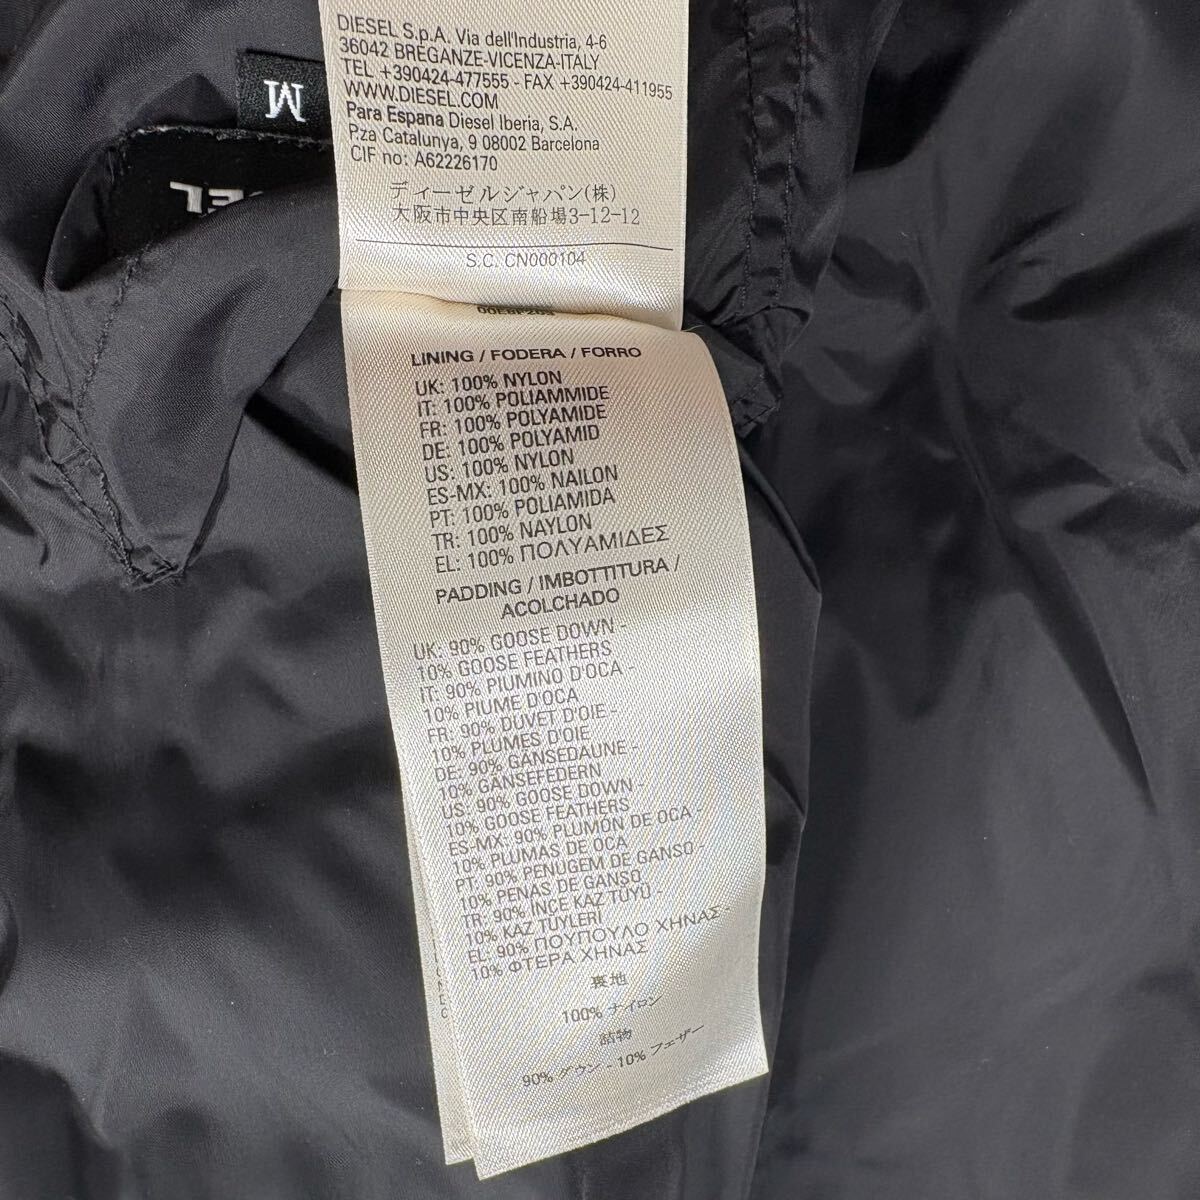 DIESEL S.p.A. Via dell'Industria, 4-6
36042 BREGANZE-VICENZA-ITALY
TEL +390424-477555 - FAX +390424-411955
WWW.DIESEL.COM
Para Espana Diesel Iberia, S.A.
P.za Catalunya, 9 08002 Barcelona
CIF no: A62226170
ディーゼルジャパン(株)
大阪市中央区南船場3-12-12
S.C. CN000104
M
LINING / FODERA / FORRO
UK: 100% NYLON
IT: 100% POLIAMMIDE
FR: 100% POLYAMIDE
DE: 100% POLYAMID
US: 100% NYLON
ES-MX: 100% NAILON
PT: 100% POLIAMIDA
TR: 100% NAYLON
EL: 100% ΠΟΛΥΑΜΙΔΕΣ
PADDING / IMBOTTITURA /
ACOLCHADO
UK: 90% GOOSE DOWN -
10% GOOSE FEATHERS
IT: 90% PIUMINO D'OCA -
10% PIUME D'OCA
FR: 90% DUVET D'OIE -
10% PLUMES D'OIE
DE: 90% GANSEDAUNE -
10% GÄNSEFEDERN
US: 90% GOOSE DOWN -
10% GOOSE FEATHERS
ES-MX: 90% PLUMÓN DE OCA -
10% PLUMAS DE OCA
PT: 90% PENUGEM DE GANSO -
10% PENAS DE GANSO
TR: 90% İNCE KAZ TÜYÜ -
10% KAZ TÜYLERİ
EL: 90% ΠΟΥΠΟΥΛΟ ΧΗΝΑΣ -
10% ΦΤΕΡΑ ΧΗΝΑΣ
裏地
100% ナイロン
詰物
90% ダウン - 10% フェザー